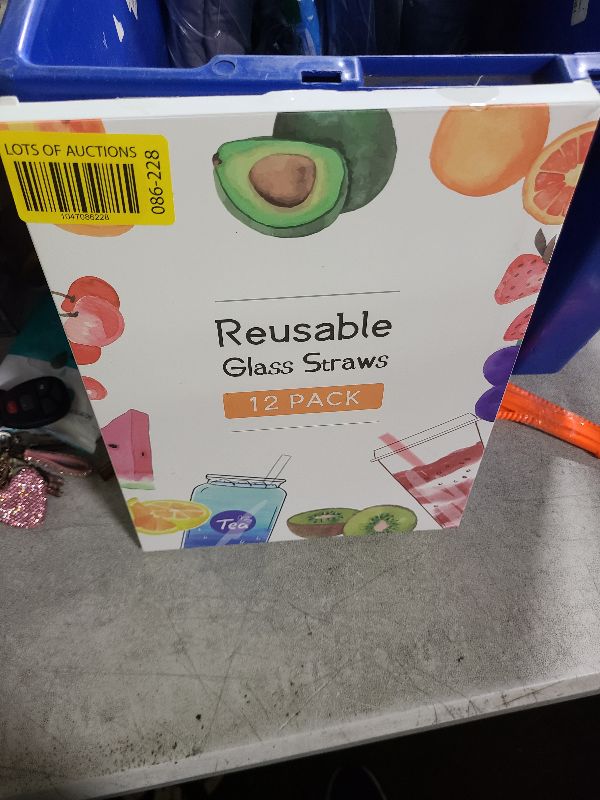 LOTS OF AUCTIONS
086-228
1047086228
Reusable
Glass Straws
12 PACK
Tea